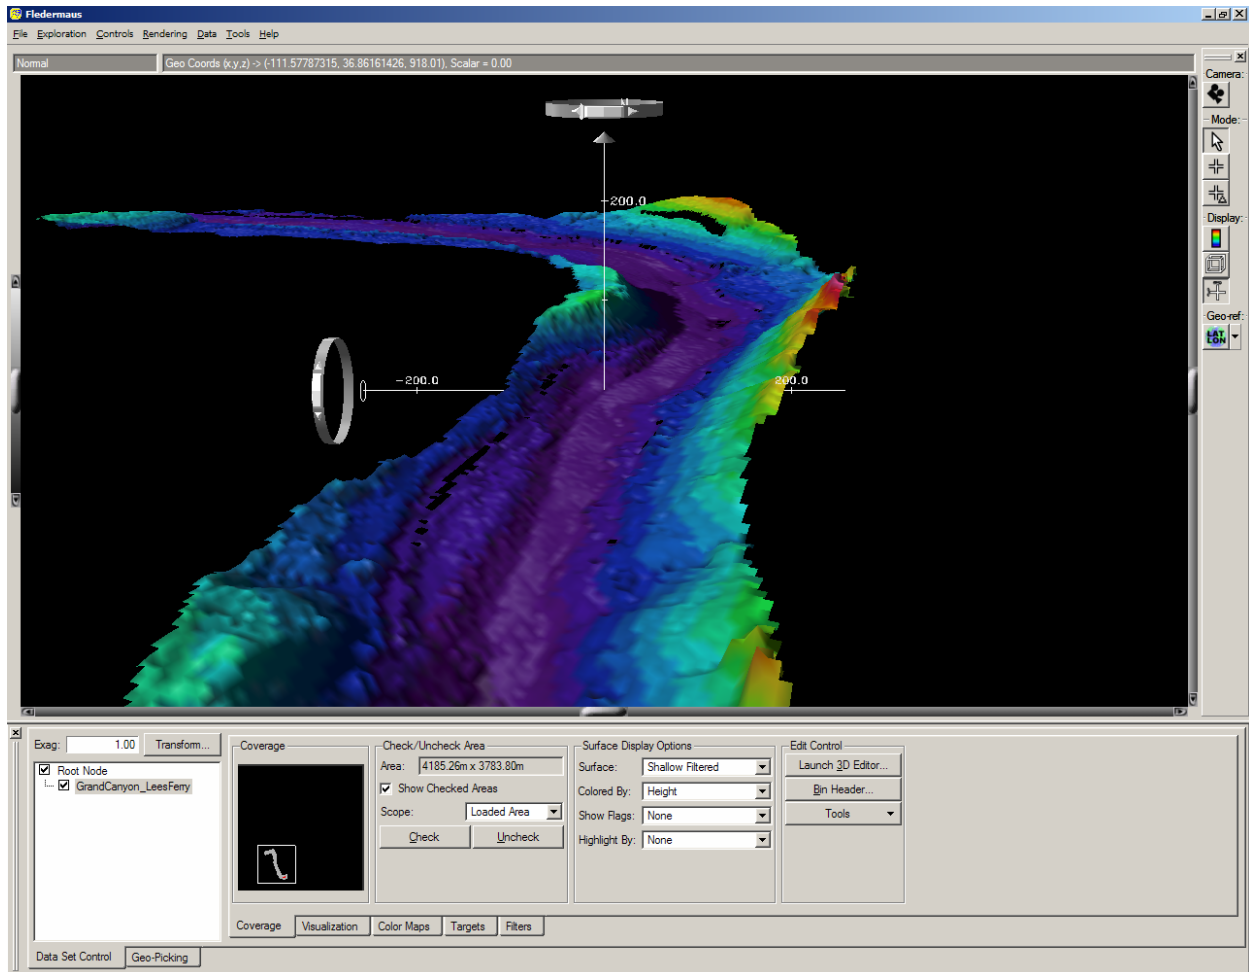 Fledermaus
File Exploration Controls Rendering Data Tools Help
Normal Geo Coords (x,y,z) -> (-111.57787315, 36.86161426, 918.01), Scalar = 0.00
Camera:
Mode:
Display:
Geo-ref:
LAT
LON
200.0
-200.0 200.0
Exag: 1.00 Transform...
Root Node
GrandCanyon_LeesFerry
Coverage
Check/Uncheck Area
Area: 4185.26m x 3783.80m
Show Checked Areas
Scope: Loaded Area
Check Uncheck
Surface Display Options
Surface: Shallow Filtered
Colored By: Height
Show Flags: None
Highlight By: None
Edit Control
Launch 3D Editor...
Bin Header...
Tools
Coverage Visualization Color Maps Targets Filters
Data Set Control Geo-Picking